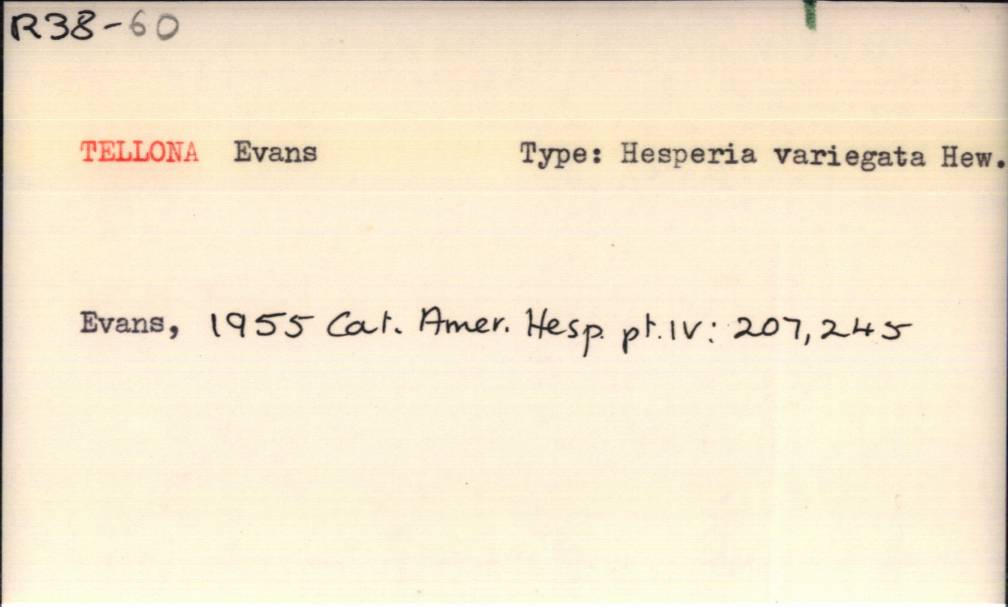 R38-60
TELLONA Evans Type: Hesperia variegata Hew.
Evans, 1955 Cat. Amer. Hesp. pt.IV: 207,245